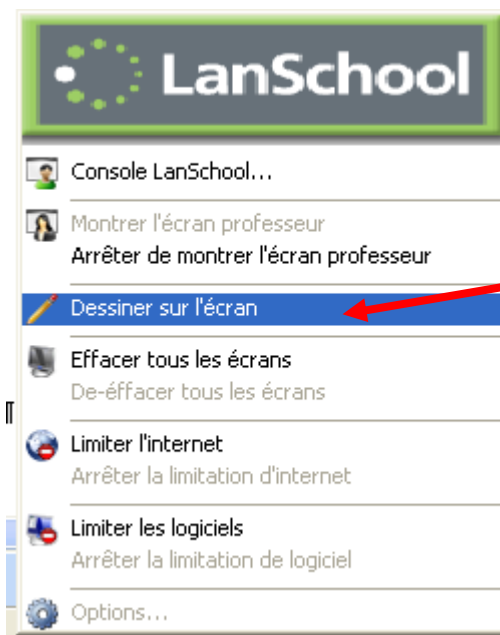 LanSchool
Console LanSchool...
Montrer l'écran professeur
Arrêter de montrer l'écran professeur
Dessiner sur l'écran
Effacer tous les écrans
De-éffacer tous les écrans
¶
Limiter l'internet
Arrêter la limitation d'internet
Limiter les logiciels
Arrêter la limitation de logiciel
Options...